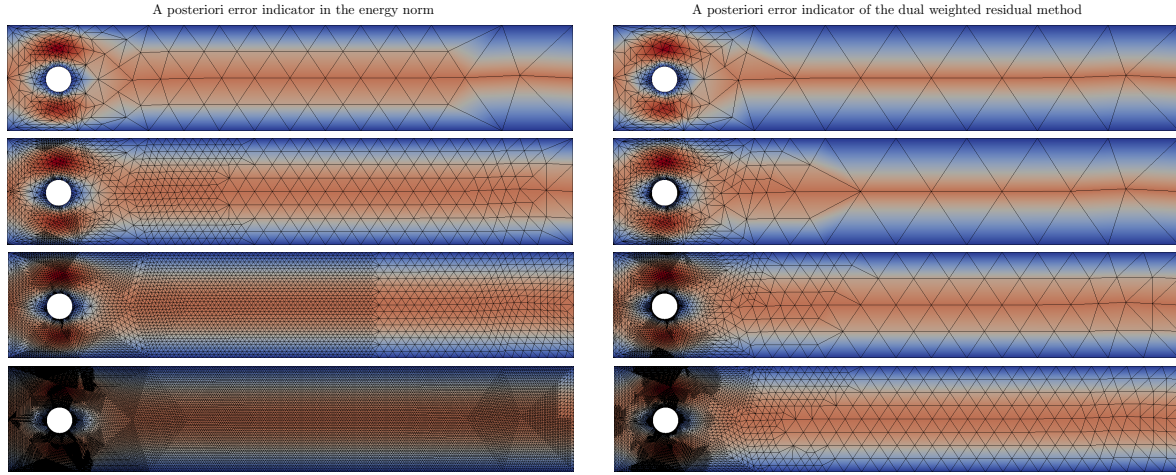 A posteriori error indicator in the energy norm
A posteriori error indicator of the dual weighted residual method